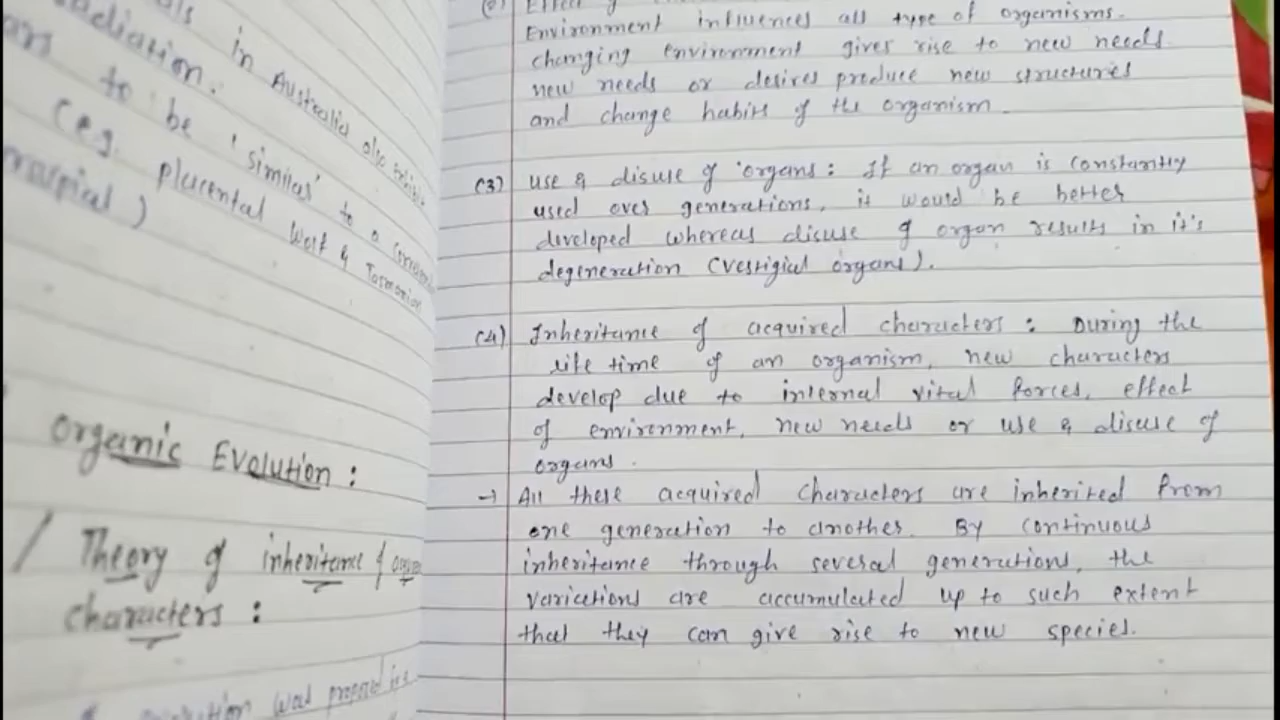 in Australia also exhibit
to be 'similar' to a
(eg. placental wolf & Tasmanian
)
Organic Evolution :
/ Theory of inheritance of
characters :
was proposed
(2) Effect of
Environment influences all type of organisms.
changing environment gives rise to new needs
new needs or desires produce new structures
and change habits of the organism.
(3) use & disuse of organs : If an organ is constantly
used over generations, it would be better
developed whereas disuse of organ results in it's
degeneration (vestigial organs).
(4) Inheritance of acquired characters : During the
life time of an organism, new characters
develop due to internal vital forces, effect
of environment, new needs or use & disuse of
organs.
→ All these acquired characters are inherited from
one generation to another. By continuous
inheritance through several generations, the
variations are accumulated up to such extent
that they can give rise to new species.